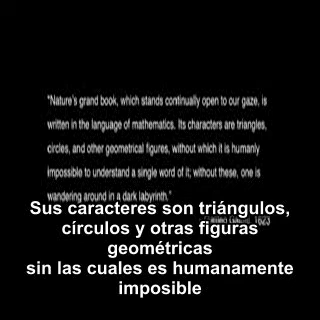 "Nature's grand book, which stands continually open to our gaze, is
written in the language of mathematics. Its characters are triangles,
circles, and other geometrical figures, without which it is humanly
impossible to understand a single word of it; without these, one is
wandering around in a dark labyrinth."
1623
Sus caracteres son triángulos,
círculos y otras figuras
geométricas
sin las cuales es humanamente
imposible